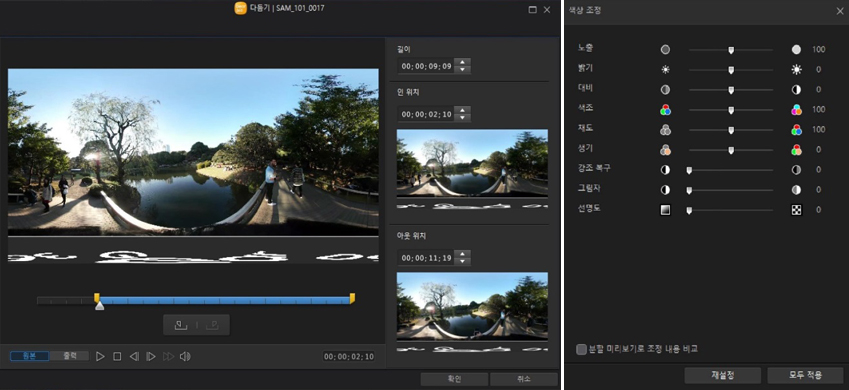 다듬기 | SAM_101_0017
길이
00;00;09;09
인 위치
00;00;02;10
아웃 위치
00;00;11;19
원본
출력
00;00;02;10
확인
취소
색상 조정
노출 100
밝기 0
대비 0
색조 100
채도 100
생기 0
강조 복구 0
그림자 0
선명도 0
분할 미리보기로 조정 내용 비교
재설정
모두 적용